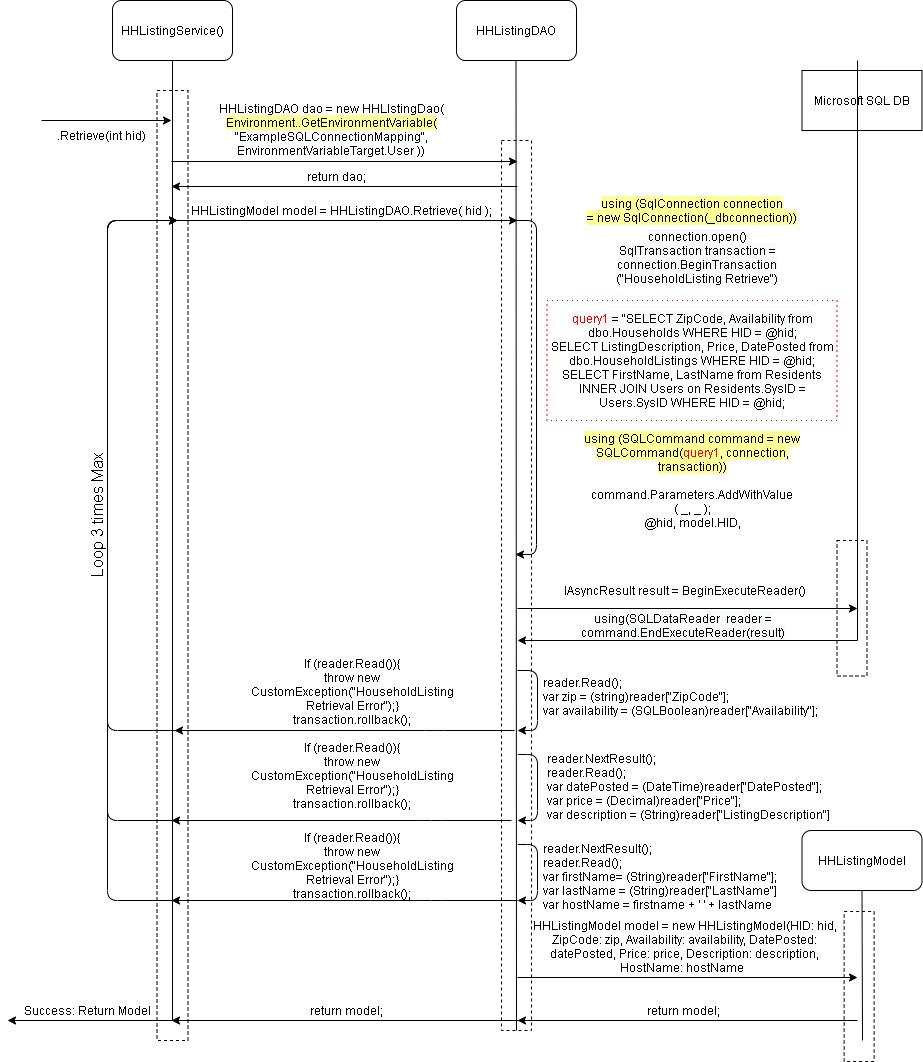 HHListingService()
HHListingDAO
Microsoft SQL DB
.Retrieve(int hid)
HHListingDAO dao = new HHLIstingDao(
Environment..GetEnvironmentVariable(
"ExampleSQLConnectionMapping",
EnvironmentVariableTarget.User ))
return dao;
HHListingModel model = HHListingDAO.Retrieve( hid );
using (SqlConnection connection
= new SqlConnection(_dbconnection))
connection.open()
SqlTransaction transaction =
connection.BeginTransaction
("HouseholdListing Retrieve")
query1 = "SELECT ZipCode, Availability from
dbo.Households WHERE HID = @hid;
SELECT ListingDescription, Price, DatePosted from
dbo.HouseholdListings WHERE HID = @hid;
SELECT FirstName, LastName from Residents
INNER JOIN Users on Residents.SysID =
Users.SysID WHERE HID = @hid;
using (SQLCommand command = new
SQLCommand(query1, connection,
transaction))
command.Parameters.AddWithValue
( _, _ );
@hid, model.HID,
Loop 3 times Max
IAsyncResult result = BeginExecuteReader()
using(SQLDataReader reader =
command.EndExecuteReader(result)
If (reader.Read()){
throw new
CustomException("HouseholdListing
Retrieval Error");}
transaction.rollback();
reader.Read();
var zip = (string)reader["ZipCode"];
var availability = (SQLBoolean)reader["Availability"];
If (reader.Read()){
throw new
CustomException("HouseholdListing
Retrieval Error");}
transaction.rollback();
reader.NextResult();
reader.Read();
var datePosted = (DateTime)reader["DatePosted"];
var price = (Decimal)reader["Price"];
var description = (String)reader["ListingDescription"]
If (reader.Read()){
throw new
CustomException("HouseholdListing
Retrieval Error");}
transaction.rollback();
reader.NextResult();
reader.Read();
var firstName= (String)reader["FirstName"];
var lastName = (String)reader["LastName"]
var hostName = firstname + ' ' + lastName
HHListingModel
HHListingModel model = new HHListingModel(HID: hid,
ZipCode: zip, Availability: availability, DatePosted:
datePosted, Price: price, Description: description,
HostName: hostName
Success: Return Model
return model;
return model;